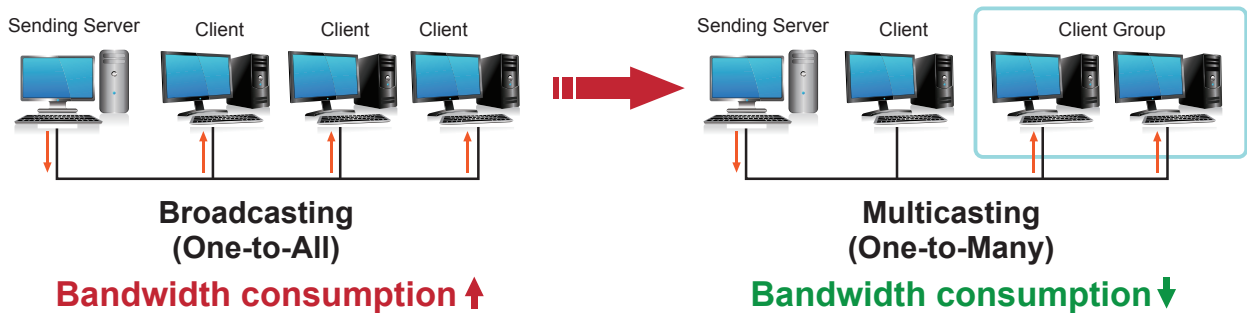 Sending Server
Client
Client
Client
Broadcasting
(One-to-All)
Bandwidth consumption
Sending Server
Client
Client Group
Multicasting
(One-to-Many)
Bandwidth consumption